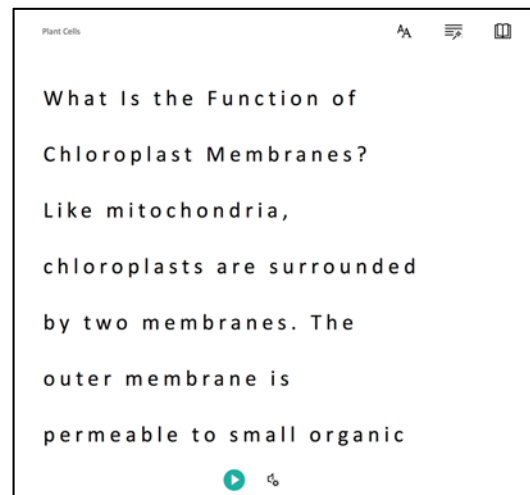 Plant Cells
AA
What Is the Function of
Chloroplast Membranes?
Like mitochondria,
chloroplasts are surrounded
by two membranes. The
outer membrane is
permeable to small organic